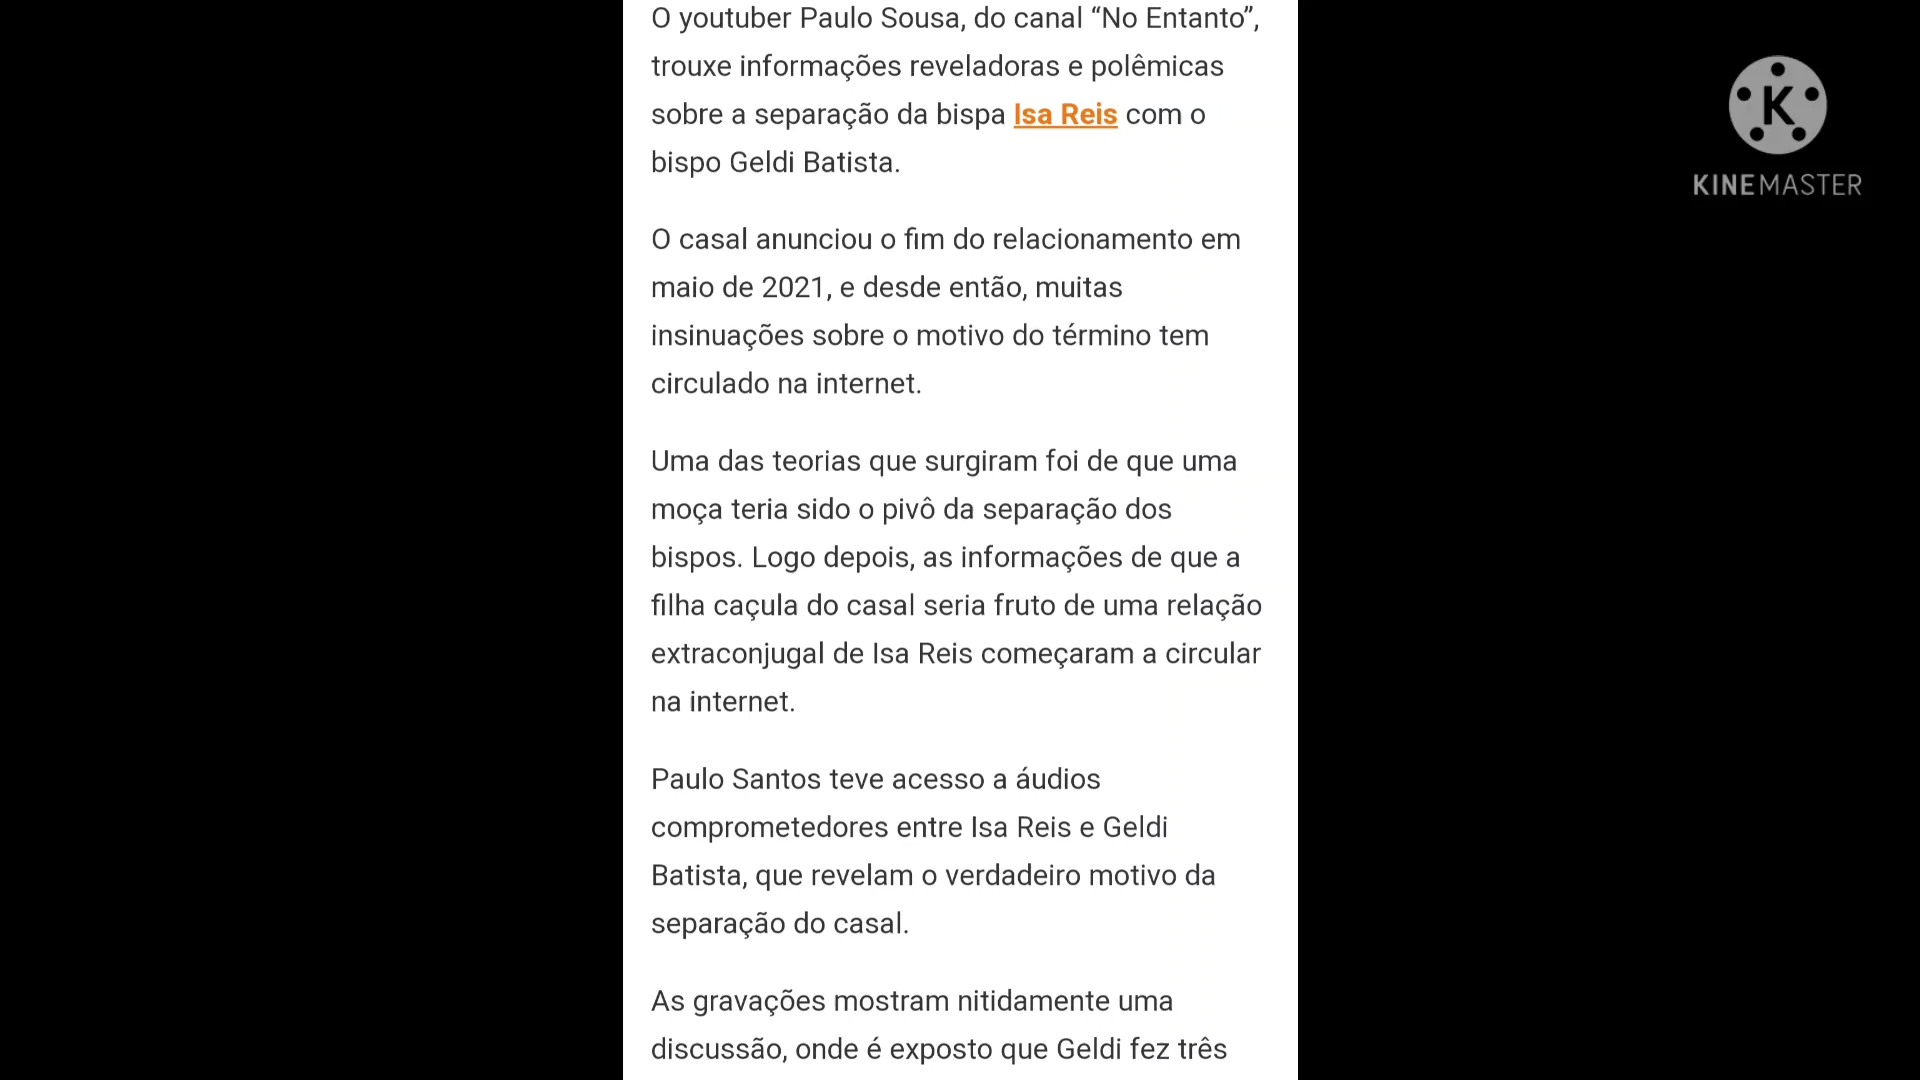 O youtuber Paulo Sousa, do canal “No Entanto”,
trouxe informações reveladoras e polêmicas
sobre a separação da bispa Isa Reis com o
bispo Geldi Batista.
O casal anunciou o fim do relacionamento em
maio de 2021, e desde então, muitas
insinuações sobre o motivo do término tem
circulado na internet.
Uma das teorias que surgiram foi de que uma
moça teria sido o pivô da separação dos
bispos. Logo depois, as informações de que a
filha caçula do casal seria fruto de uma relação
extraconjugal de Isa Reis começaram a circular
na internet.
Paulo Santos teve acesso a áudios
comprometedores entre Isa Reis e Geldi
Batista, que revelam o verdadeiro motivo da
separação do casal.
As gravações mostram nitidamente uma
discussão, onde é exposto que Geldi fez três
K
KINEMASTER